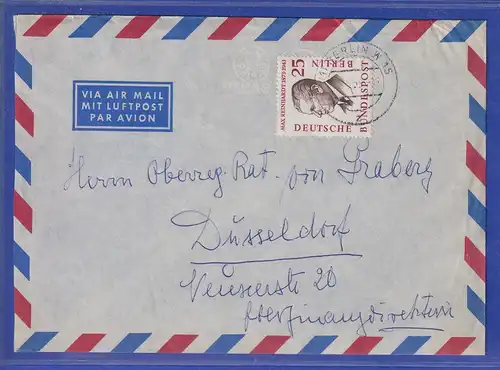 VIA AIR MAIL
MIT LUFTPOST
PAR AVION
25
MAX REINHARDT 1873-1943
DEUTSCHE
BUNDESPOST
BERLIN
BERLIN W 15
Herrn Oberreg. Rat. von Graberg
Düsseldorf
20
Oberfinanzdirektion